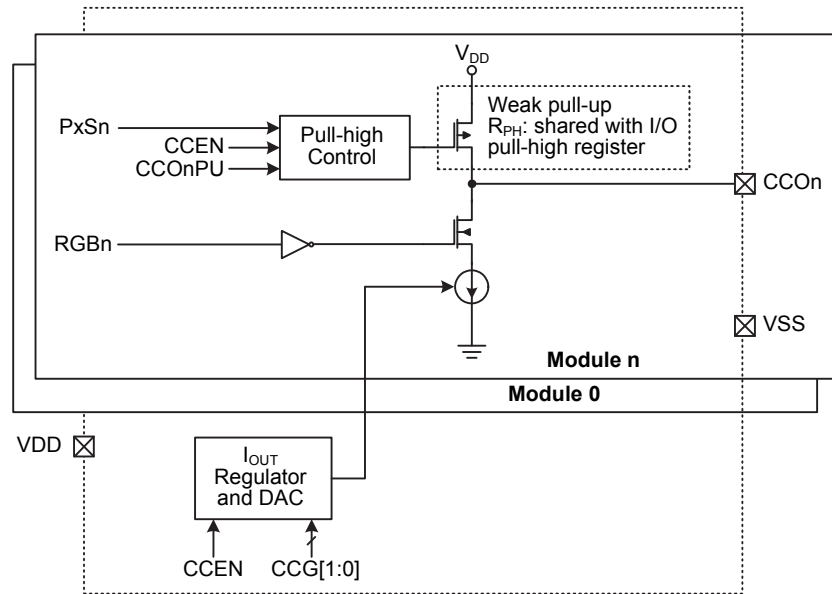 VDD
Weak pull-up
RPH: shared with I/O
pull-high register
PxSn
CCEN
CCOnPU
Pull-high
Control
CCOn
RGBn
VSS
Module n
Module 0
VDD
IOUT
Regulator
and DAC
CCEN
CCG[1:0]